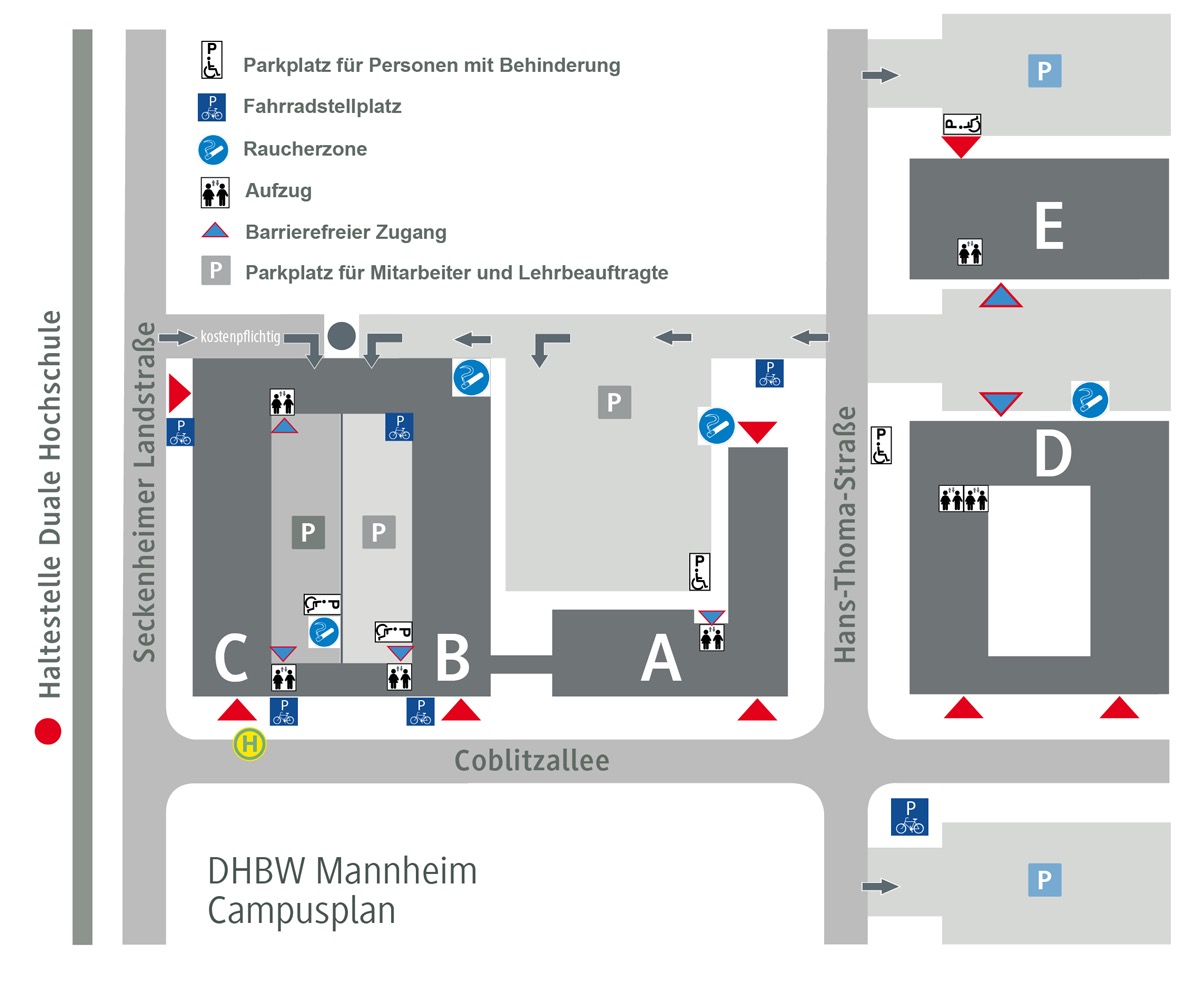 P
Parkplatz für Personen mit Behinderung
P
Fahrradstellplatz
Raucherzone
Aufzug
Barrierefreier Zugang
P
Parkplatz für Mitarbeiter und Lehrbeauftragte
P
P
E
Haltestelle Duale Hochschule
Seckenheimer Landstraße
kostenpflichtig
P
P
P
P
Hans-Thoma-Straße
P
D
P
P
P
P
P
C
B
A
P
P
H
Coblitzallee
P
P
DHBW Mannheim
Campusplan